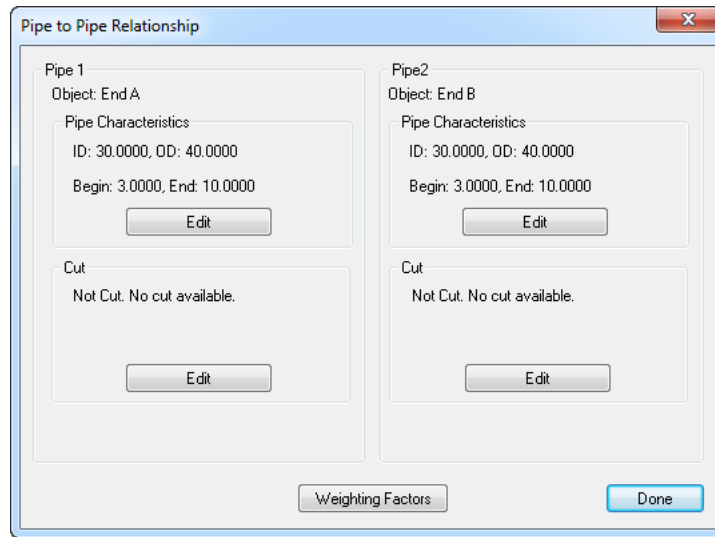 Pipe to Pipe Relationship
Pipe 1
Object: End A
Pipe Characteristics
ID: 30.0000, OD: 40.0000
Begin: 3.0000, End: 10.0000
Edit
Cut
Not Cut. No cut available.
Edit
Pipe2
Object: End B
Pipe Characteristics
ID: 30.0000, OD: 40.0000
Begin: 3.0000, End: 10.0000
Edit
Cut
Not Cut. No cut available.
Edit
Weighting Factors
Done